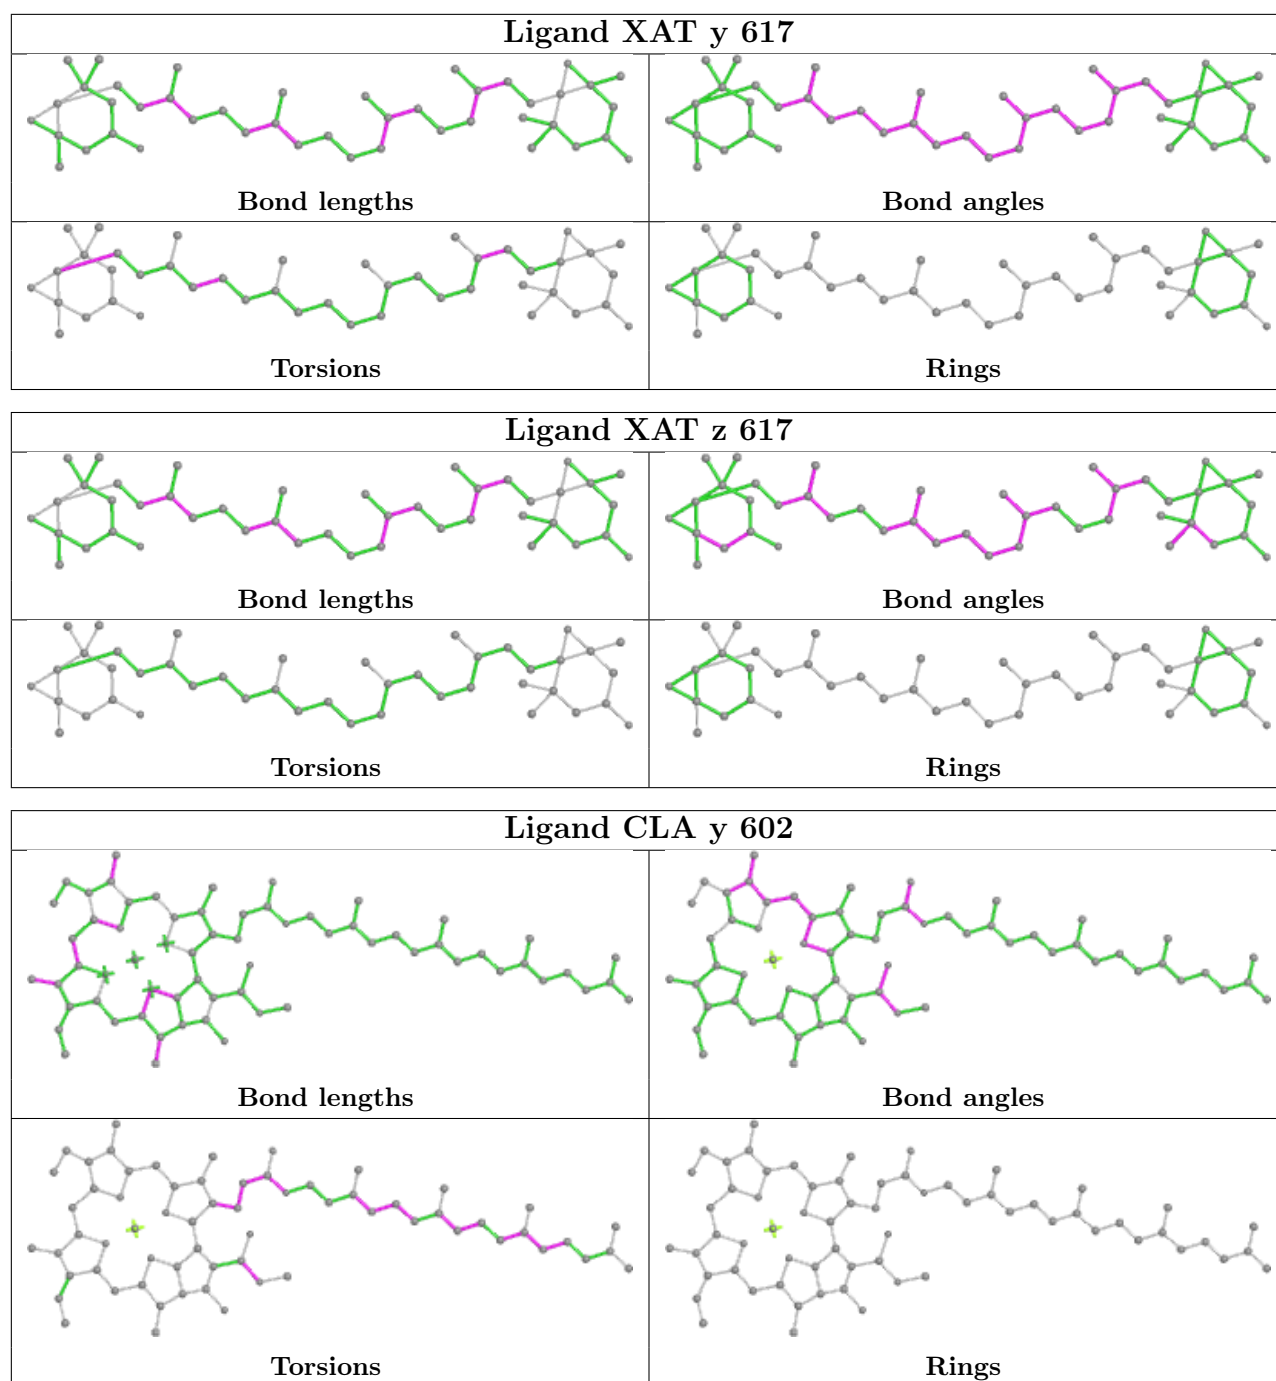 Ligand XAT y 617
Bond lengths
Bond angles
Torsions
Rings
Ligand XAT z 617
Bond lengths
Bond angles
Torsions
Rings
Ligand CLA y 602
Bond lengths
Bond angles
Torsions
Rings